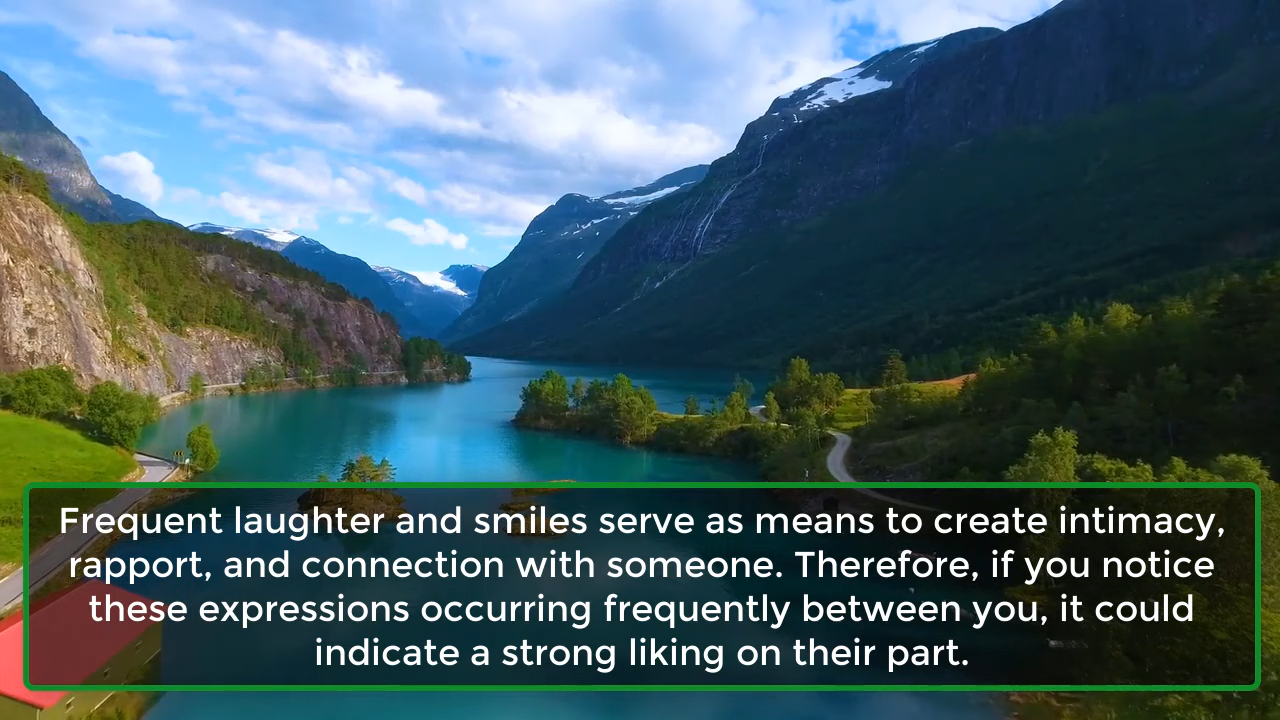 Frequent laughter and smiles serve as means to create intimacy,
rapport, and connection with someone. Therefore, if you notice
these expressions occurring frequently between you, it could
indicate a strong liking on their part.